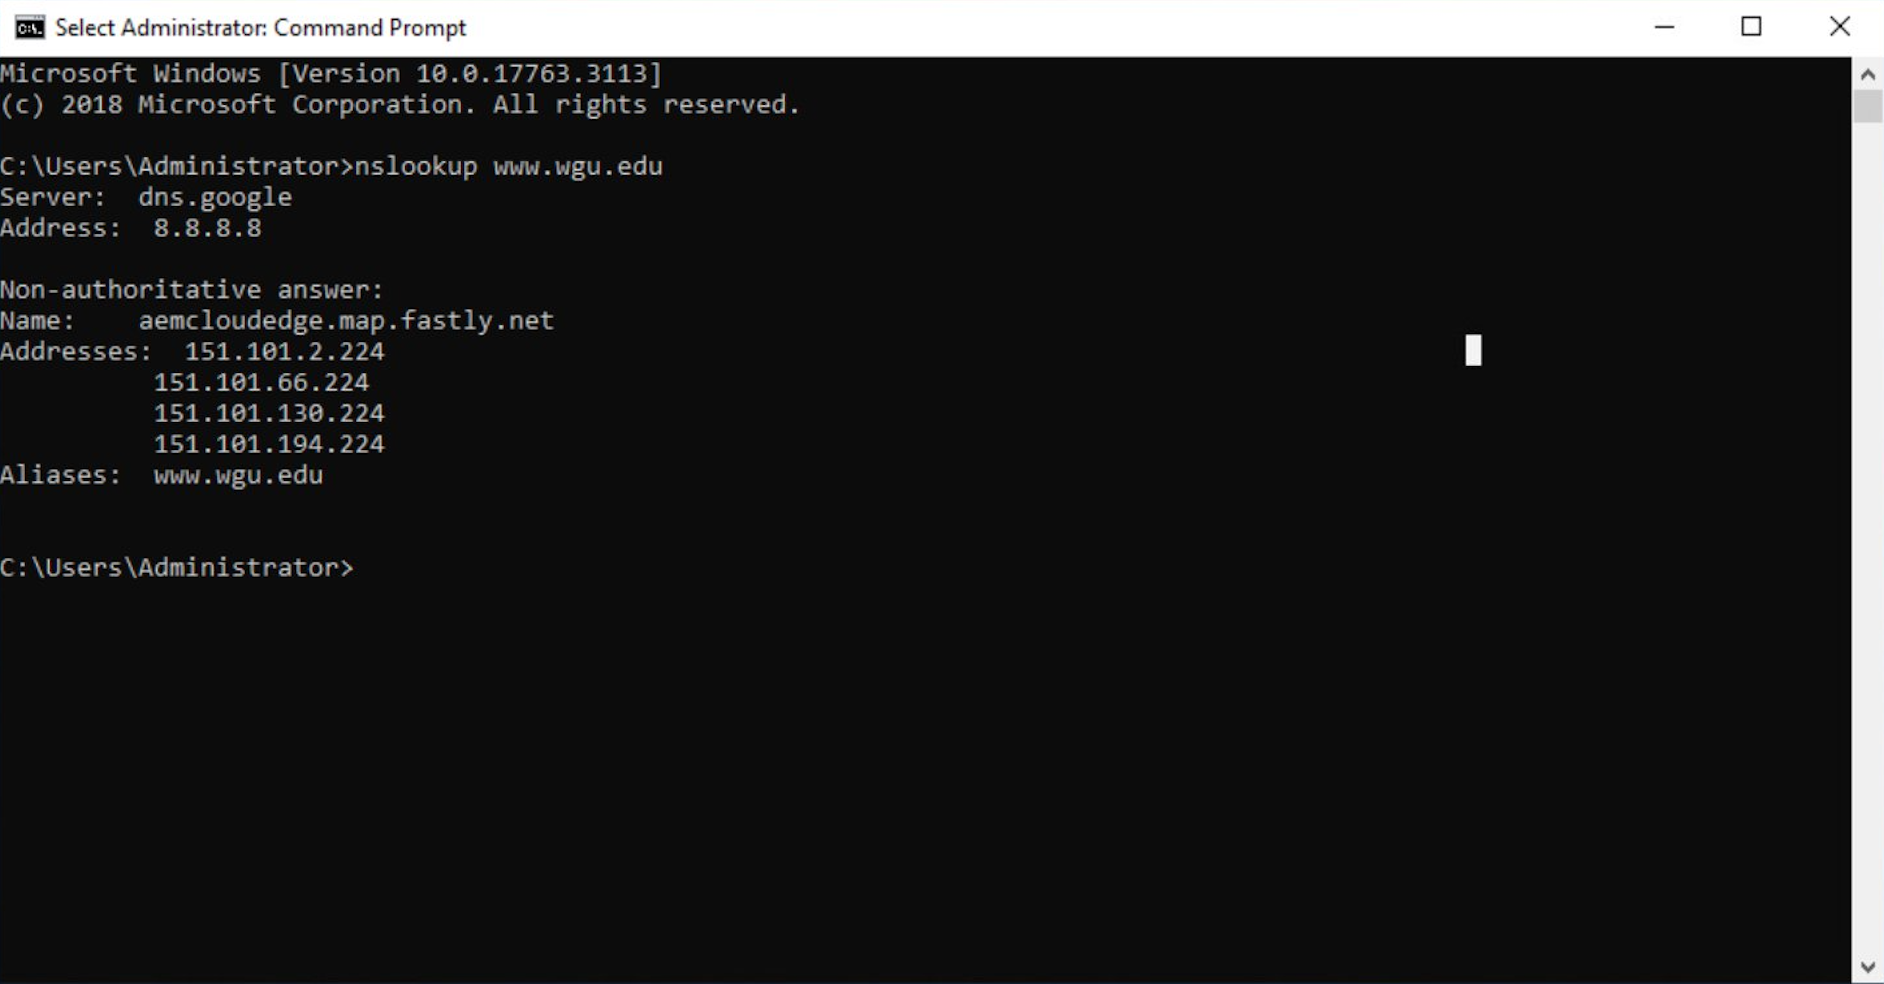 Select Administrator: Command Prompt
Microsoft Windows [Version 10.0.17763.3113]
(c) 2018 Microsoft Corporation. All rights reserved.
C:\Users\Administrator>nslookup www.wgu.edu
Server:  dns.google
Address:  8.8.8.8
Non-authoritative answer:
Name:    aemcloudedge.map.fastly.net
Addresses:  151.101.2.224
151.101.66.224
151.101.130.224
151.101.194.224
Aliases:  www.wgu.edu
C:\Users\Administrator>